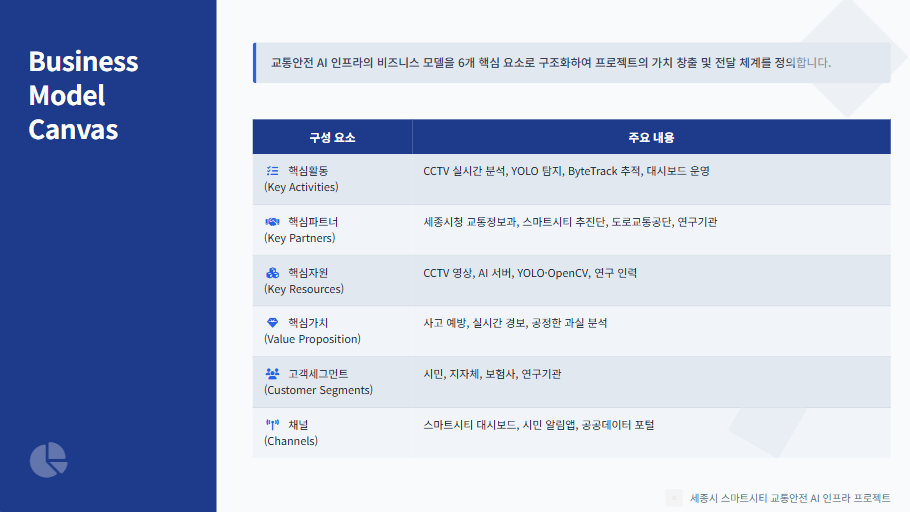 Business
Model
Canvas
교통안전 AI 인프라의 비즈니스 모델을 6개 핵심 요소로 구조화하여 프로젝트의 가치 창출 및 전달 체계를 정의합니다.
구성 요소 주요 내용
핵심활동 CCTV 실시간 분석, YOLO 탐지, ByteTrack 추적, 대시보드 운영
(Key Activities)
핵심파트너 세종시청 교통정보과, 스마트시티 추진단, 도로교통공단, 연구기관
(Key Partners)
핵심자원 CCTV 영상, AI 서버, YOLO·OpenCV, 연구 인력
(Key Resources)
핵심가치 사고 예방, 실시간 경보, 공정한 과실 분석
(Value Proposition)
고객세그먼트 시민, 지자체, 보험사, 연구기관
(Customer Segments)
채널 스마트시티 대시보드, 시민 알림앱, 공공데이터 포털
(Channels)
세종시 스마트시티 교통안전 AI 인프라 프로젝트